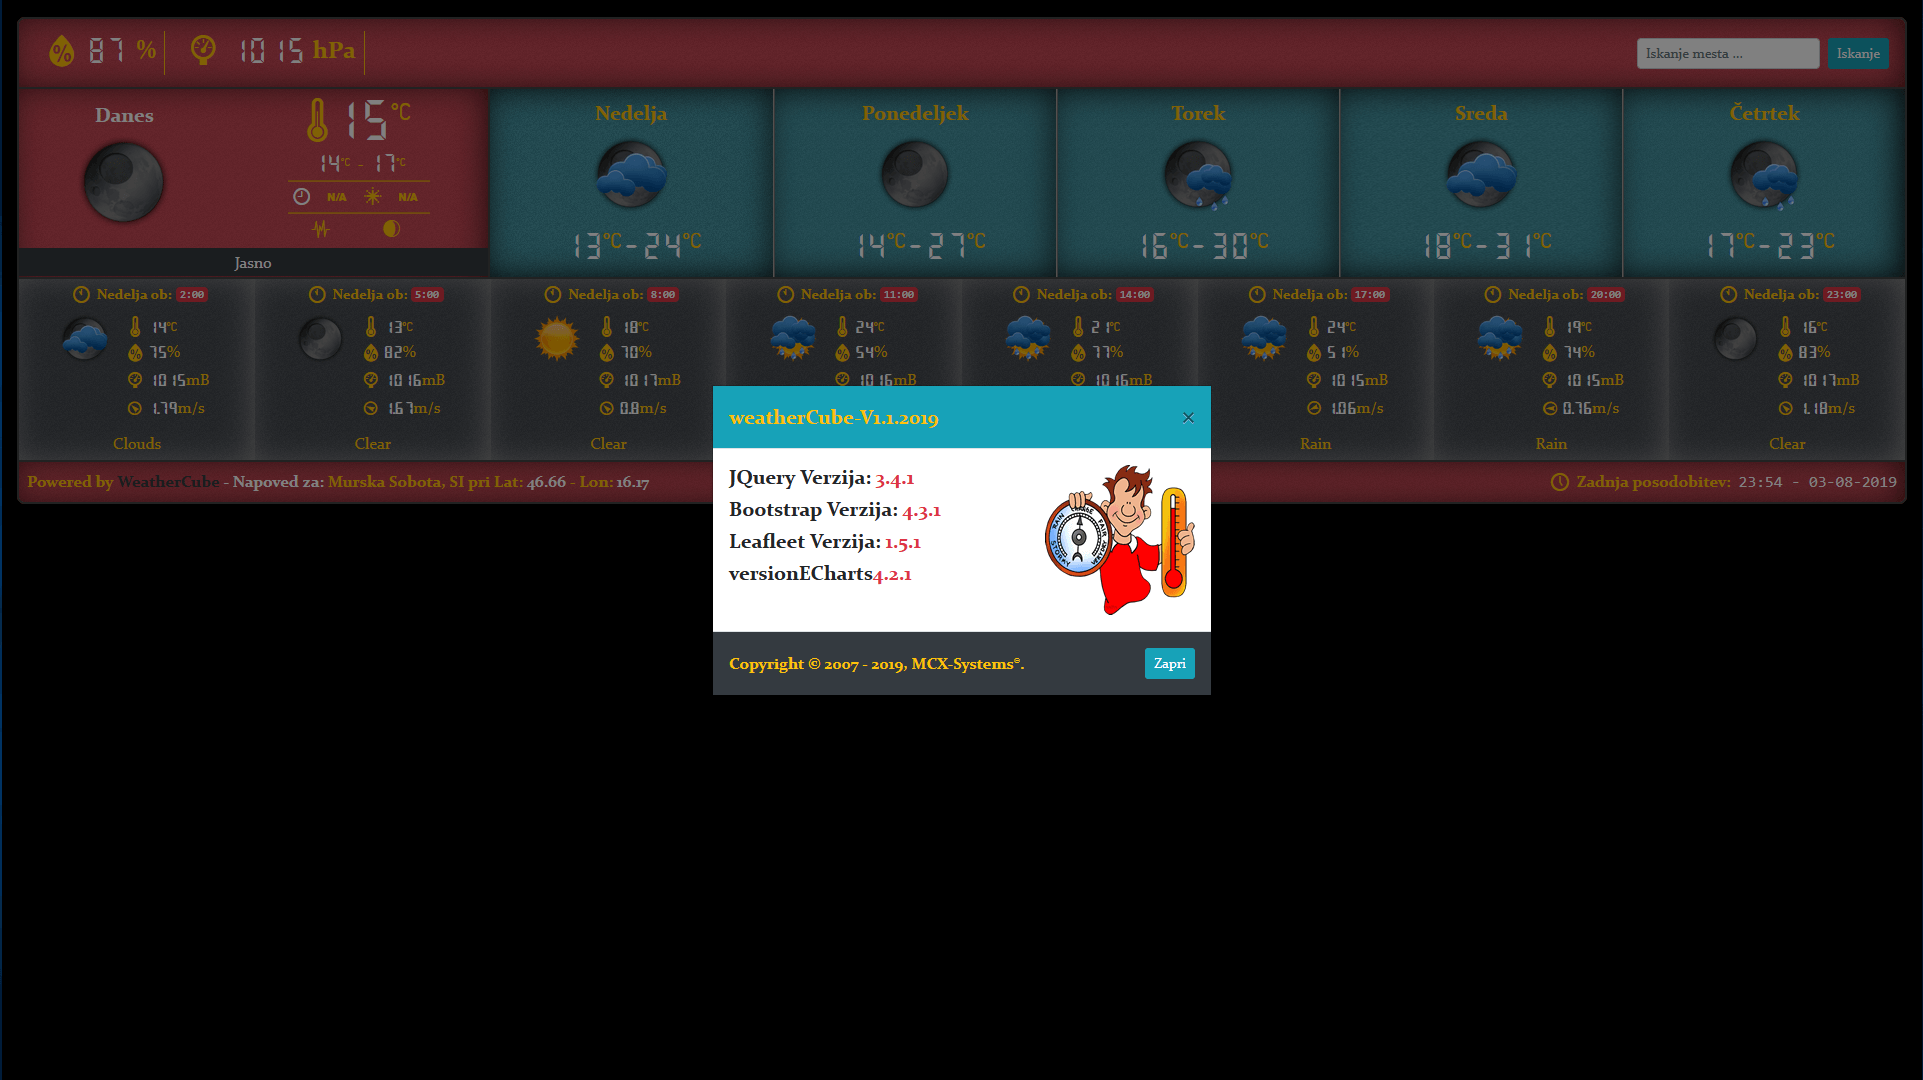 87 % 1015 hPa
Iskanje mesta ... Iskanje
Danes
15 °C
14°C - 17°C
N/A N/A
Jasno
Nedelja
13°C-24°C
Ponedeljek
14°C-27°C
Torek
16°C-30°C
Sreda
18°C-31°C
Četrtek
17°C-23°C
Nedelja ob: 2:00
14°C
75%
1015mB
1.79m/s
Clouds
Nedelja ob: 5:00
13°C
82%
1016mB
1.67m/s
Clear
Nedelja ob: 8:00
18°C
70%
1017mB
0.8m/s
Clear
Nedelja ob: 11:00
24°C
54%
1016mB
Nedelja ob: 14:00
21°C
77%
1016mB
Nedelja ob: 17:00
24°C
51%
1015mB
1.06m/s
Rain
Nedelja ob: 20:00
19°C
74%
1015mB
0.76m/s
Rain
Nedelja ob: 23:00
16°C
83%
1017mB
1.18m/s
Clear
weatherCube-V1.1.2019 ×
JQuery Verzija: 3.4.1
Bootstrap Verzija: 4.3.1
Leafleet Verzija: 1.5.1
versionECharts4.2.1
RAIN
CHANGE
FAIR
STORMY
VERY DRY
Copyright © 2007 - 2019, MCX-Systems®.
Zapri
Powered by WeatherCube - Napoved za: Murska Sobota, SI pri Lat: 46.66 - Lon: 16.17
Zadnja posodobitev: 23:54 - 03-08-2019